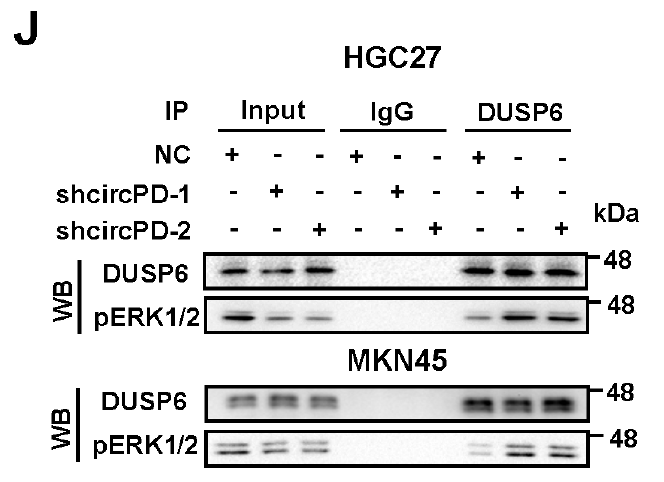 J
HGC27
IP Input IgG DUSP6
NC + - - + - - + - -
shcircPD-1 - + - - + - - + -
shcircPD-2 - - + - - + - - +
kDa
WB
DUSP6 48
pERK1/2 48
MKN45
WB
DUSP6 48
pERK1/2 48